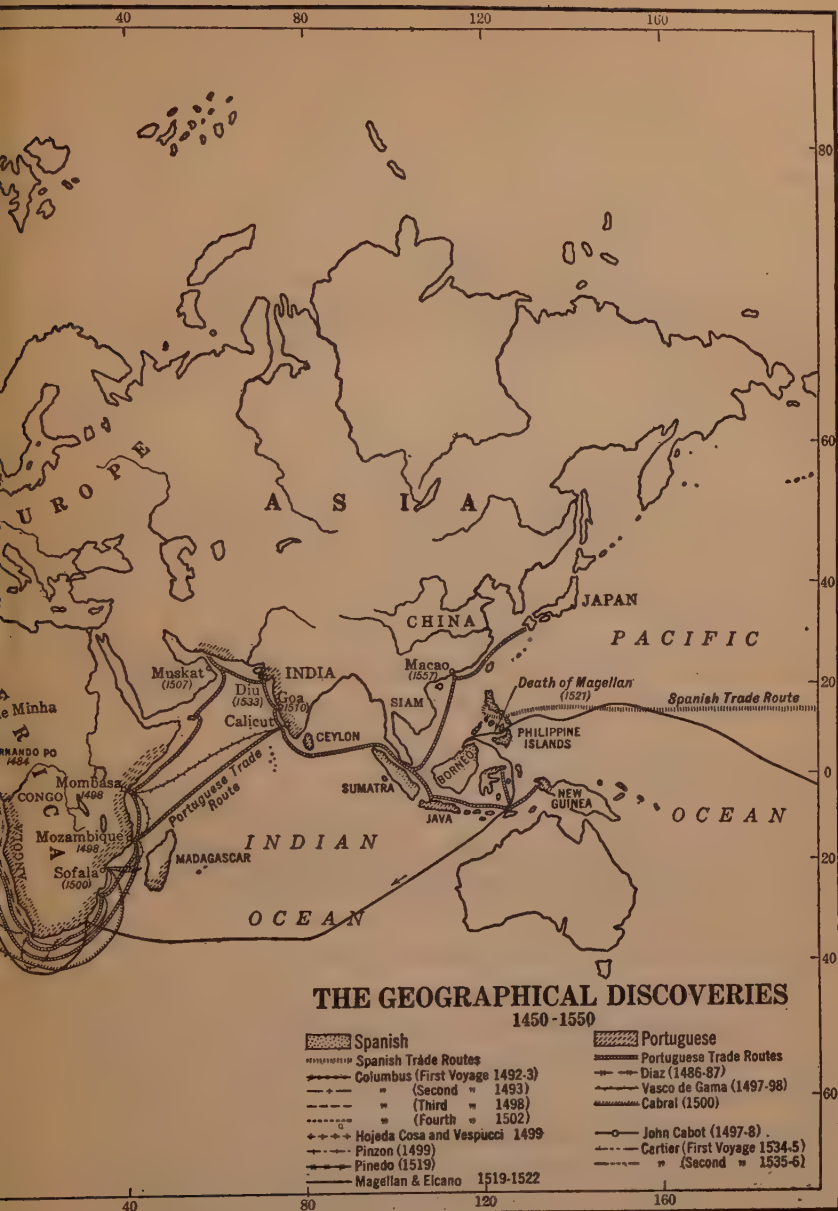 40 80 120 160
80
EUROPE
60
ASIA
40
CHINA
JAPAN
PACIFIC
Muskat
(1507)
Diu
(1533)
INDIA
Goa
(1510)
Macao
(1557)
Death of Magellan
(1521)
20
Spanish Trade Route
SIAM
Calicut
CEYLON
PHILIPPINE
ISLANDS
Minha
1484
BORNEO
0
Mombasa
1498
CONGO
Portuguese Trade
Route
SUMATRA
JAVA
NEW
GUINEA
OCEAN
Mozambique
1498
INDIAN
ANGOLA
MADAGASCAR
20
Sofala
(1500)
OCEAN
40
THE GEOGRAPHICAL DISCOVERIES
1450-1550
Spanish
Spanish Trade Routes
Columbus (First Voyage 1492-3)
" (Second " 1493)
" (Third " 1498)
" (Fourth " 1502)
Hojeda Cosa and Vespucci 1499
Pinzon (1499)
Pinedo (1519)
Magellan & Elcano 1519-1522
Portuguese
Portuguese Trade Routes
Diaz (1486-87)
Vasco de Gama (1497-98)
Cabral (1500)
John Cabot (1497-8)
Cartier (First Voyage 1534-5)
" (Second " 1535-6)
60
40 80 120 160